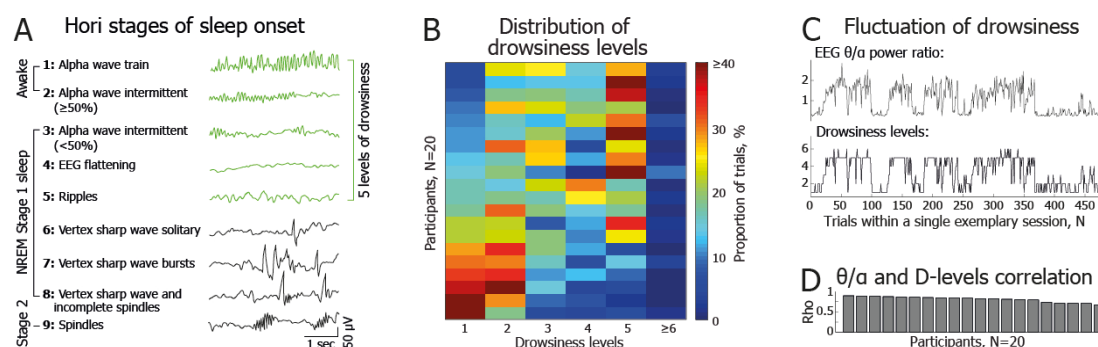 A Hori stages of sleep onset
Awake
1: Alpha wave train
2: Alpha wave intermittent
(≥50%)
NREM Stage 1 sleep
3: Alpha wave intermittent
(<50%)
4: EEG flattening
5: Ripples
6: Vertex sharp wave solitary
7: Vertex sharp wave bursts
8: Vertex sharp wave and
incomplete spindles
Stage 2
9: Spindles
5 levels of drowsiness
1 sec
50 μV
B Distribution of
drowsiness levels
Participants, N=20
1 2 3 4 5 ≥6
Drowsiness levels
≥40
30
20
10
0
Proportion of trials, %
C Fluctuation of drowsiness
EEG θ/α power ratio:
2
1
Drowsiness levels:
6
4
2
0 50 100 150 200 250 300 350 400 450
Trials within a single exemplary session, N
D θ/α and D-levels correlation
Rho
1
0.5
0
Participants, N=20